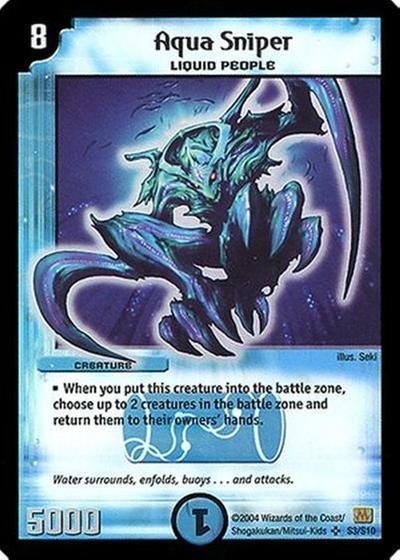 8
Aqua Sniper
LIQUID PEOPLE
illus. Seki
CREATURE
▪ When you put this creature into the battle zone,
choose up to 2 creatures in the battle zone and
return them to their owners' hands.
Water surrounds, enfolds, buoys . . . and attacks.
5000
1
©2004 Wizards of the Coast/
Shogakukan/Mitsui-Kids S3/S10